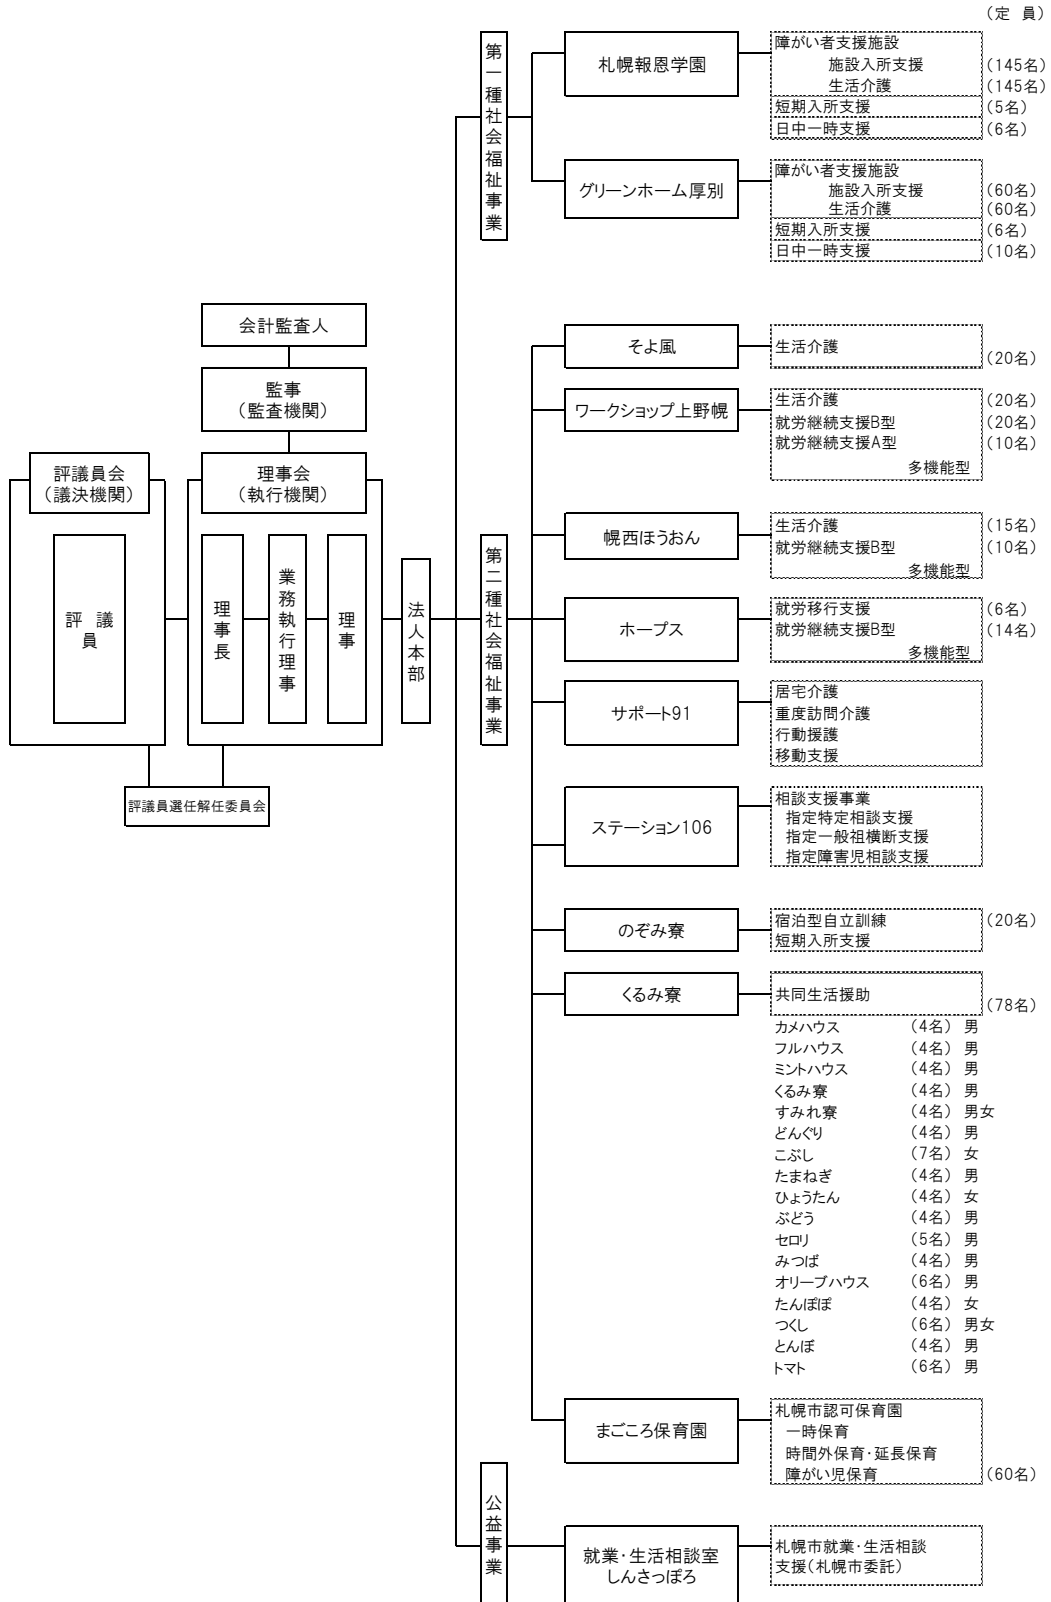 （定 員）
第一種社会福祉事業
札幌報恩学園
障がい者支援施設
施設入所支援 （145名）
生活介護 （145名）
短期入所支援 （5名）
日中一時支援 （6名）
グリーンホーム厚別
障がい者支援施設
施設入所支援 （60名）
生活介護 （60名）
短期入所支援 （6名）
日中一時支援 （10名）
会計監査人
監事
（監査機関）
評議員会
（議決機関）
理事会
（執行機関）
評 議
員
理事長
業務執行理事
理事
法人本部
評議員選任解任委員会
第二種社会福祉事業
そよ風
生活介護 （20名）
ワークショップ上野幌
生活介護 （20名）
就労継続支援B型 （20名）
就労継続支援A型 （10名）
多機能型
幌西ほうおん
生活介護 （15名）
就労継続支援B型 （10名）
多機能型
ホープス
就労移行支援 （6名）
就労継続支援B型 （14名）
多機能型
サポート91
居宅介護
重度訪問介護
行動援護
移動支援
ステーション106
相談支援事業
指定特定相談支援
指定一般祖横断支援
指定障害児相談支援
のぞみ寮
宿泊型自立訓練 （20名）
短期入所支援
くるみ寮
共同生活援助 （78名）
カメハウス （4名） 男
フルハウス （4名） 男
ミントハウス （4名） 男
くるみ寮 （4名） 男
すみれ寮 （4名） 男女
どんぐり （4名） 男
こぶし （7名） 女
たまねぎ （4名） 男
ひょうたん （4名） 女
ぶどう （4名） 男
セロリ （5名） 男
みつば （4名） 男
オリーブハウス （6名） 男
たんぽぽ （4名） 女
つくし （6名） 男女
とんぼ （4名） 男
トマト （6名） 男
まごころ保育園
札幌市認可保育園
一時保育
時間外保育・延長保育
障がい児保育 （60名）
公益事業
就業・生活相談室
しんさっぽろ
札幌市就業・生活相談
支援（札幌市委託）